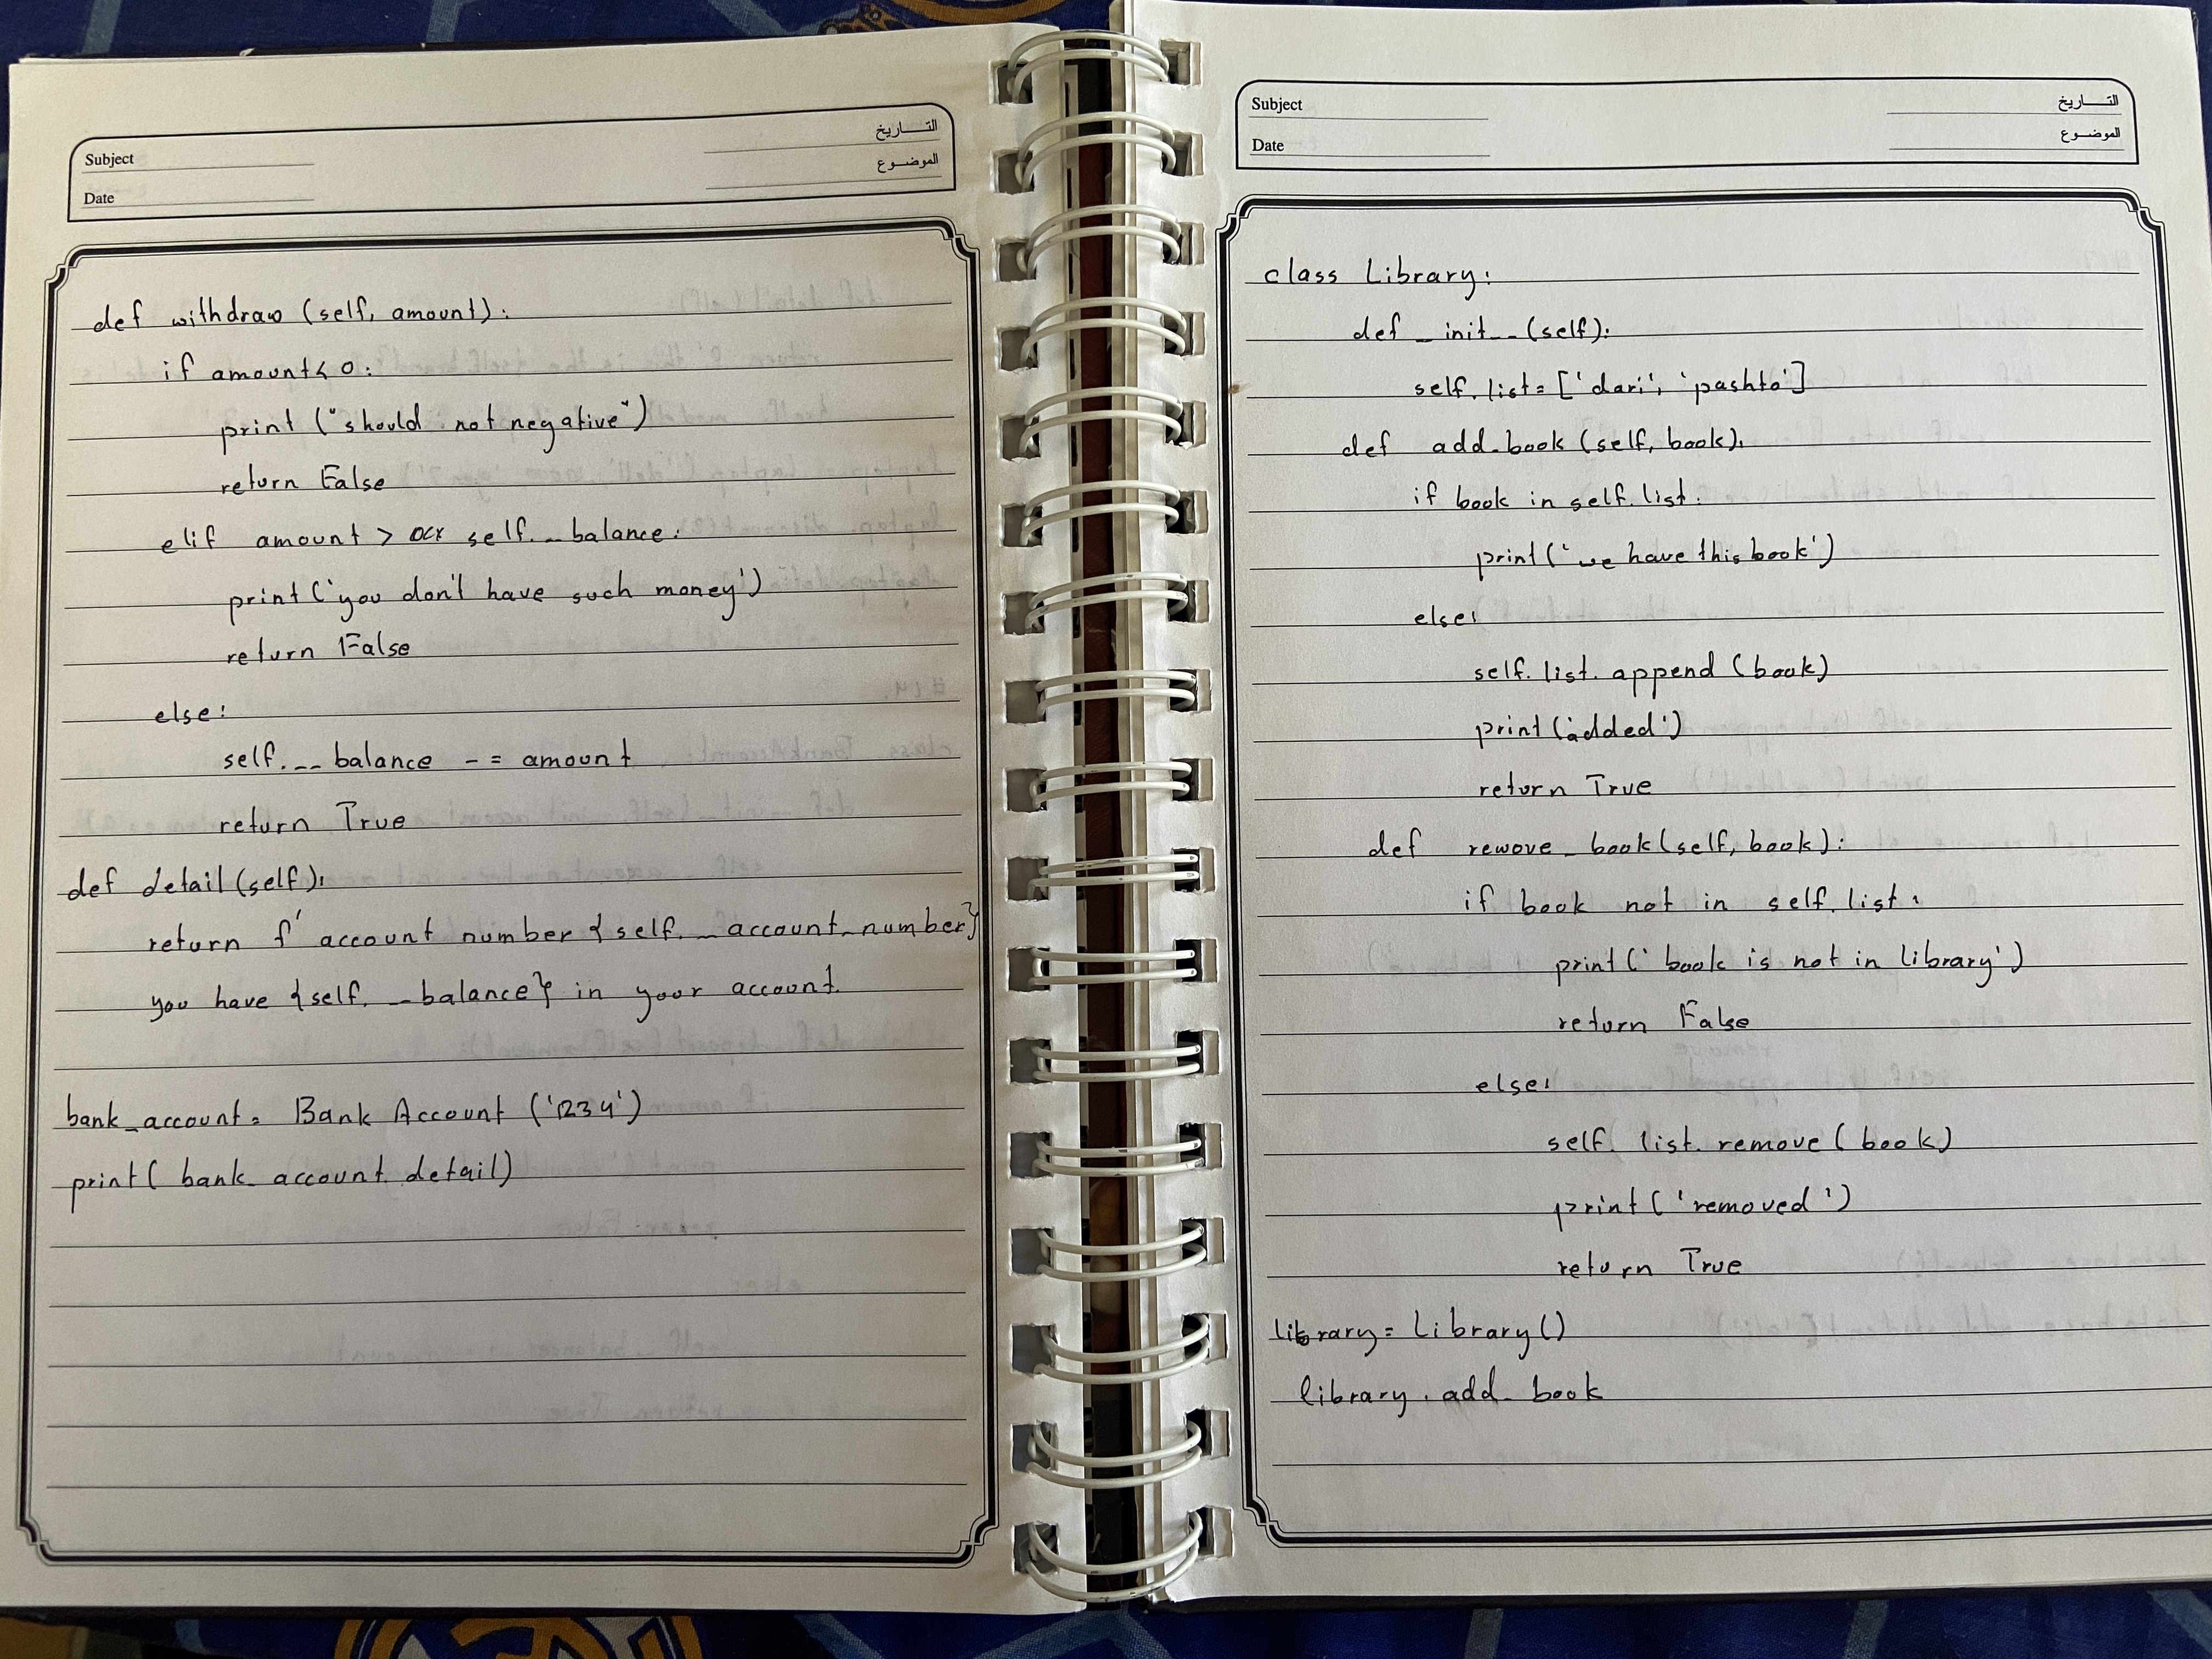 Subject
Date
التـــاريخ
الموضـــوع
def withdraw (self, amount):
if amount < 0:
print ("should not negative")
return False
elif amount > self.__balance:
print ('you don't have such money')
return False
else:
self.__balance -= amount
return True
def detail (self):
return f' account number {self.__account_number}
you have {self.__balance} in your account.
bank_account = Bank Account ('1234')
print( bank_account.detail)
Subject
Date
التـــاريخ
الموضـــوع
class Library:
def __init__(self):
self.list = ['dari', 'pashto']
def add_book (self, book):
if book in self.list:
print (' we have this book')
else:
self.list.append (book)
print ('added')
return True
def remove_book (self, book):
if book not in self.list:
print (' book is not in library')
return False
else:
self.list.remove (book)
print ('removed')
return True
library = Library ()
library.add_book